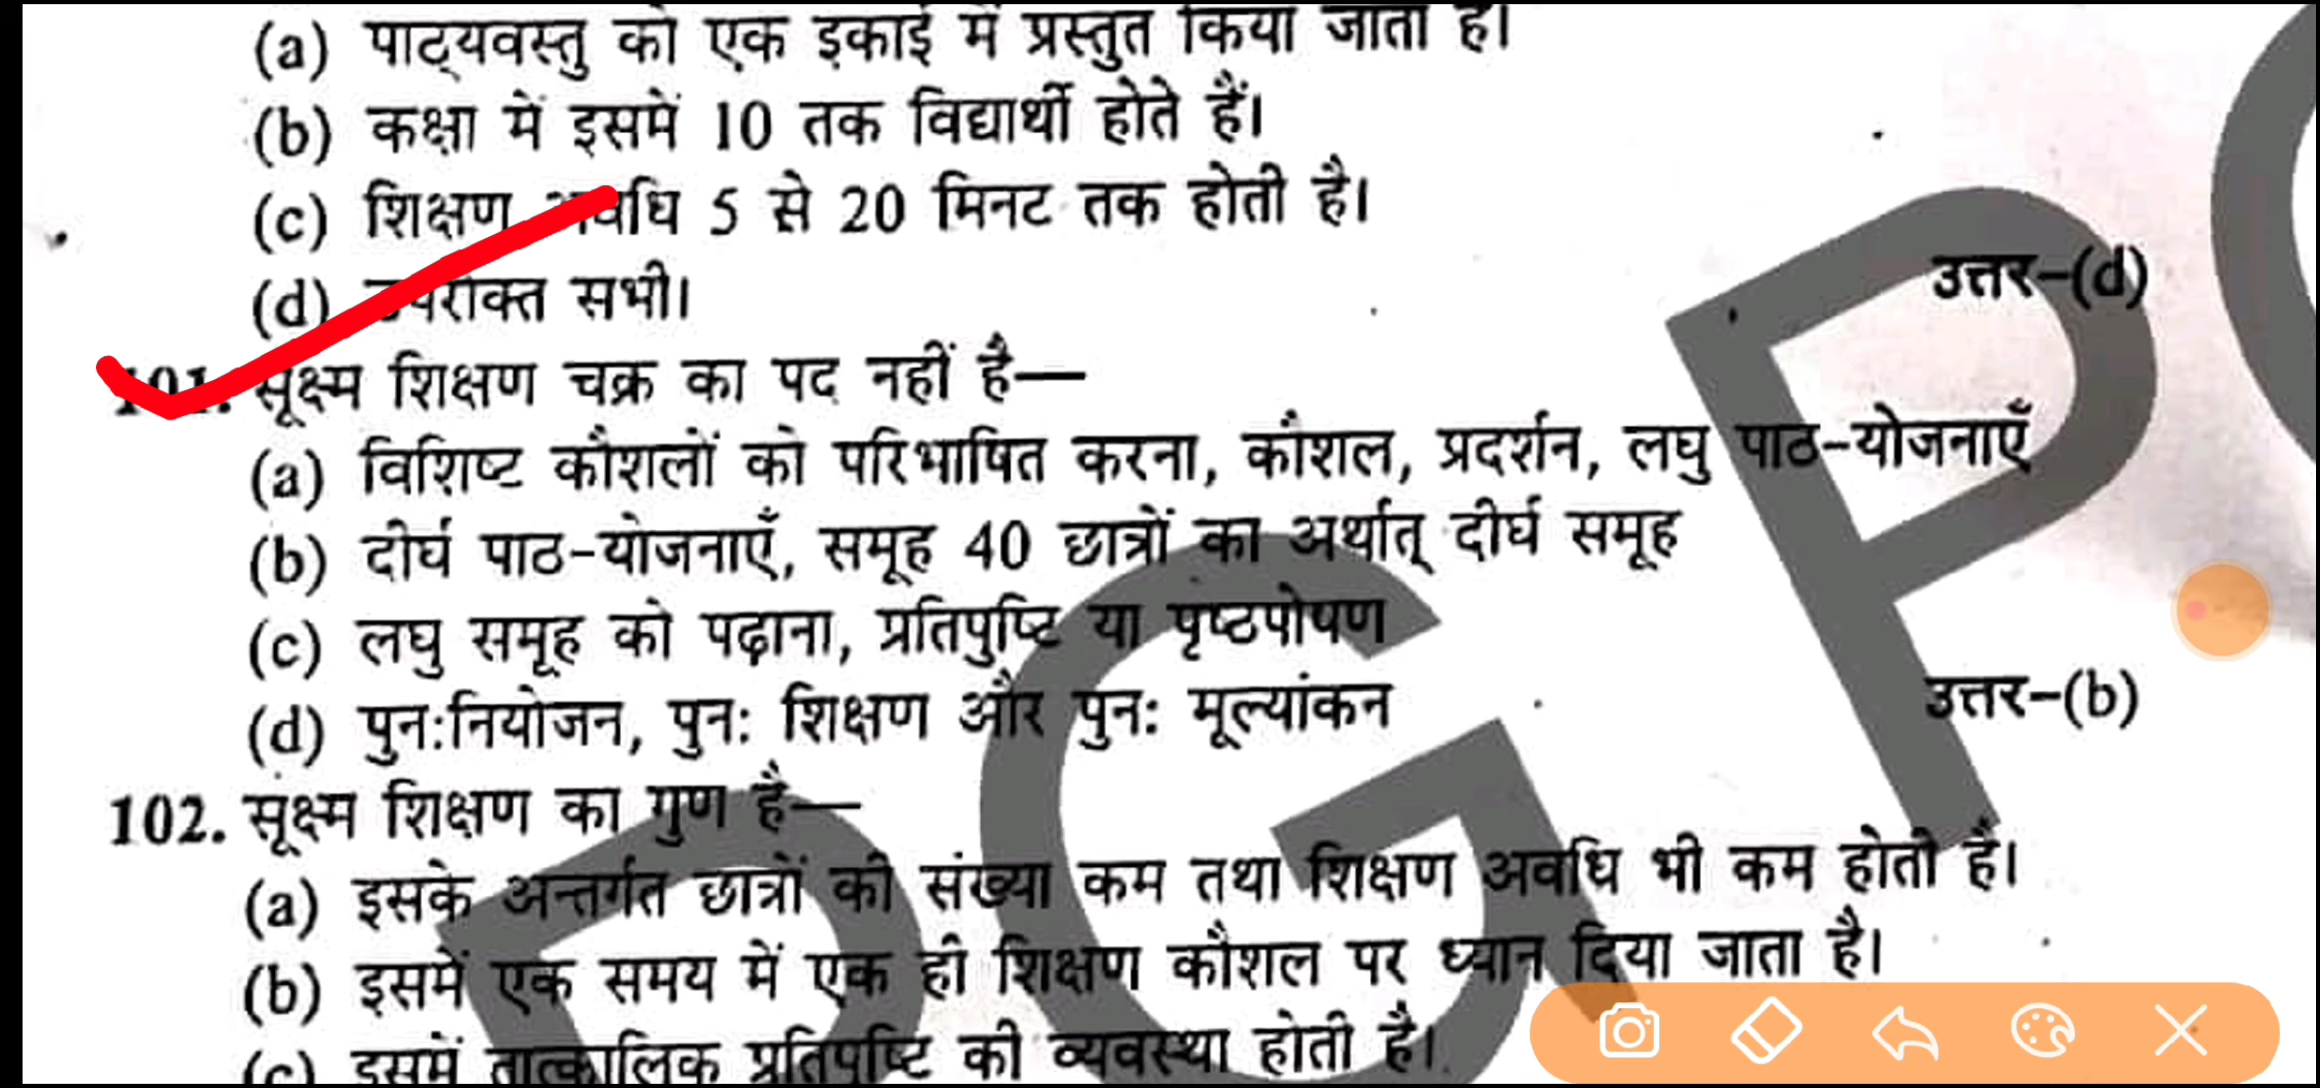 (a) पाठ्यवस्तु को एक इकाई में प्रस्तुत किया जाता है।
(b) कक्षा में इसमें 10 तक विद्यार्थी होते हैं।
(c) शिक्षण अवधि 5 से 20 मिनट तक होती है।
(d) उपरोक्त सभी। उत्तर-(d)
101. सूक्ष्म शिक्षण चक्र का पद नहीं है—
(a) विशिष्ट कौशलों को परिभाषित करना, कौशल, प्रदर्शन, लघु पाठ-योजनाएँ
(b) दीर्घ पाठ-योजनाएँ, समूह 40 छात्रों का अर्थात् दीर्घ समूह
(c) लघु समूह को पढ़ाना, प्रतिपुष्टि या पृष्ठपोषण
(d) पुन:नियोजन, पुन: शिक्षण और पुन: मूल्यांकन उत्तर-(b)
102. सूक्ष्म शिक्षण का गुण है—
(a) इसके अन्तर्गत छात्रों की संख्या कम तथा शिक्षण अवधि भी कम होती है।
(b) इसमें एक समय में एक ही शिक्षण कौशल पर ध्यान दिया जाता है।
(c) इसमें तात्कालिक प्रतिपुष्टि की व्यवस्था होती है।